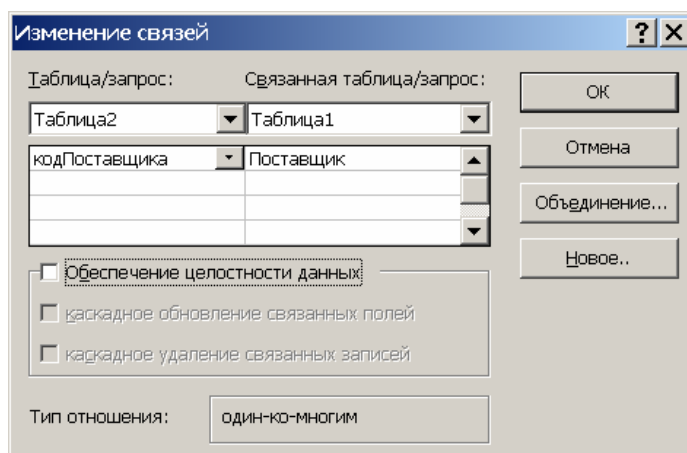 Изменение связей
Таблица/запрос: Связанная таблица/запрос:
Таблица2 Таблица1
кодПоставщика Поставщик
Обеспечение целостности данных
каскадное обновление связанных полей
каскадное удаление связанных записей
Тип отношения: один-ко-многим
ОК
Отмена
Объединение...
Новое..